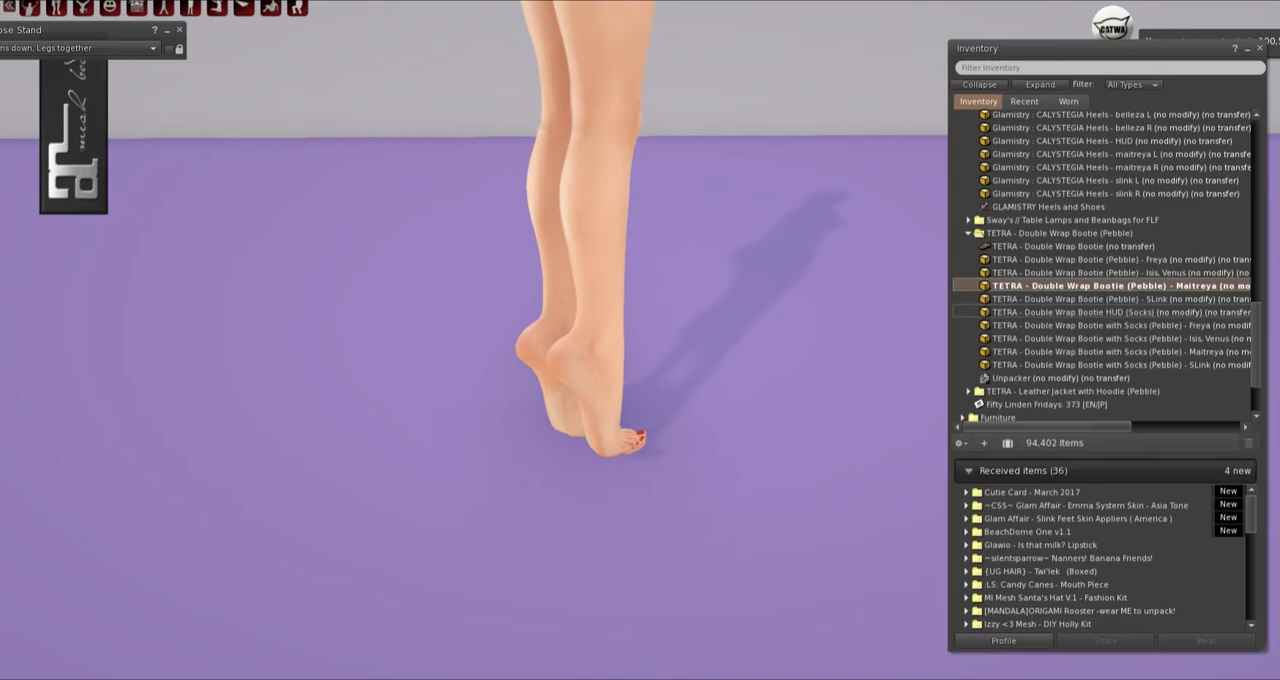 ose Stand
? _ ×
ms down, Legs together
mesh bo
CATWA
Inventory
? _ ×
Filter Inventory
Collapse Expand Filter: All Types
Inventory Recent Worn
Glamistry : CALYSTEGIA Heels - belleza L (no modify) (no transfer)
Glamistry : CALYSTEGIA Heels - belleza R (no modify) (no transfer)
Glamistry : CALYSTEGIA Heels - HUD (no modify) (no transfer)
Glamistry : CALYSTEGIA Heels - maitreya L (no modify) (no transfe
Glamistry : CALYSTEGIA Heels - maitreya R (no modify) (no transfe
Glamistry : CALYSTEGIA Heels - slink L (no modify) (no transfer)
Glamistry : CALYSTEGIA Heels - slink R (no modify) (no transfer)
GLAMISTRY Heels and Shoes
Sway's // Table Lamps and Beanbags for FLF
TETRA - Double Wrap Bootie (Pebble)
TETRA - Double Wrap Bootie (no transfer)
TETRA - Double Wrap Bootie (Pebble) - Freya (no modify) (no tran
TETRA - Double Wrap Bootie (Pebble) - Isis, Venus (no modify) (no
TETRA - Double Wrap Bootie (Pebble) - Maitreya (no mo
TETRA - Double Wrap Bootie (Pebble) - SLink (no modify) (no tran
TETRA - Double Wrap Bootie HUD (Socks) (no modify) (no transfer
TETRA - Double Wrap Bootie with Socks (Pebble) - Freya (no modif
TETRA - Double Wrap Bootie with Socks (Pebble) - Isis, Venus (no n
TETRA - Double Wrap Bootie with Socks (Pebble) - Maitreya (no m
TETRA - Double Wrap Bootie with Socks (Pebble) - SLink (no modif
Unpacker (no modify) (no transfer)
TETRA - Leather Jacket with Hoodie (Pebble)
Fifty Linden Fridays: 373 [EN/JP]
Furniture
94,402 Items
Received items (36) 4 new
Cutie Card - March 2017 New
~CSS~ Glam Affair - Emma System Skin - Asia Tone New
Glam Affair - Slink Feet Skin Appliers ( America ) New
BeachDome One v1.1 New
Glawio - Is that milk? Lipstick
~silentsparrow~ Nanners! Banana Friends!
{UG HAIR} - Twi'lek (Boxed)
:LS: Candy Canes - Mouth Piece
MI Mesh Santa's Hat V.1 - Fashion Kit
[MANDALA]ORIGAMI Rooster -wear ME to unpack!
Izzy <3 Mesh - DIY Holly Kit
Profile Share Wear